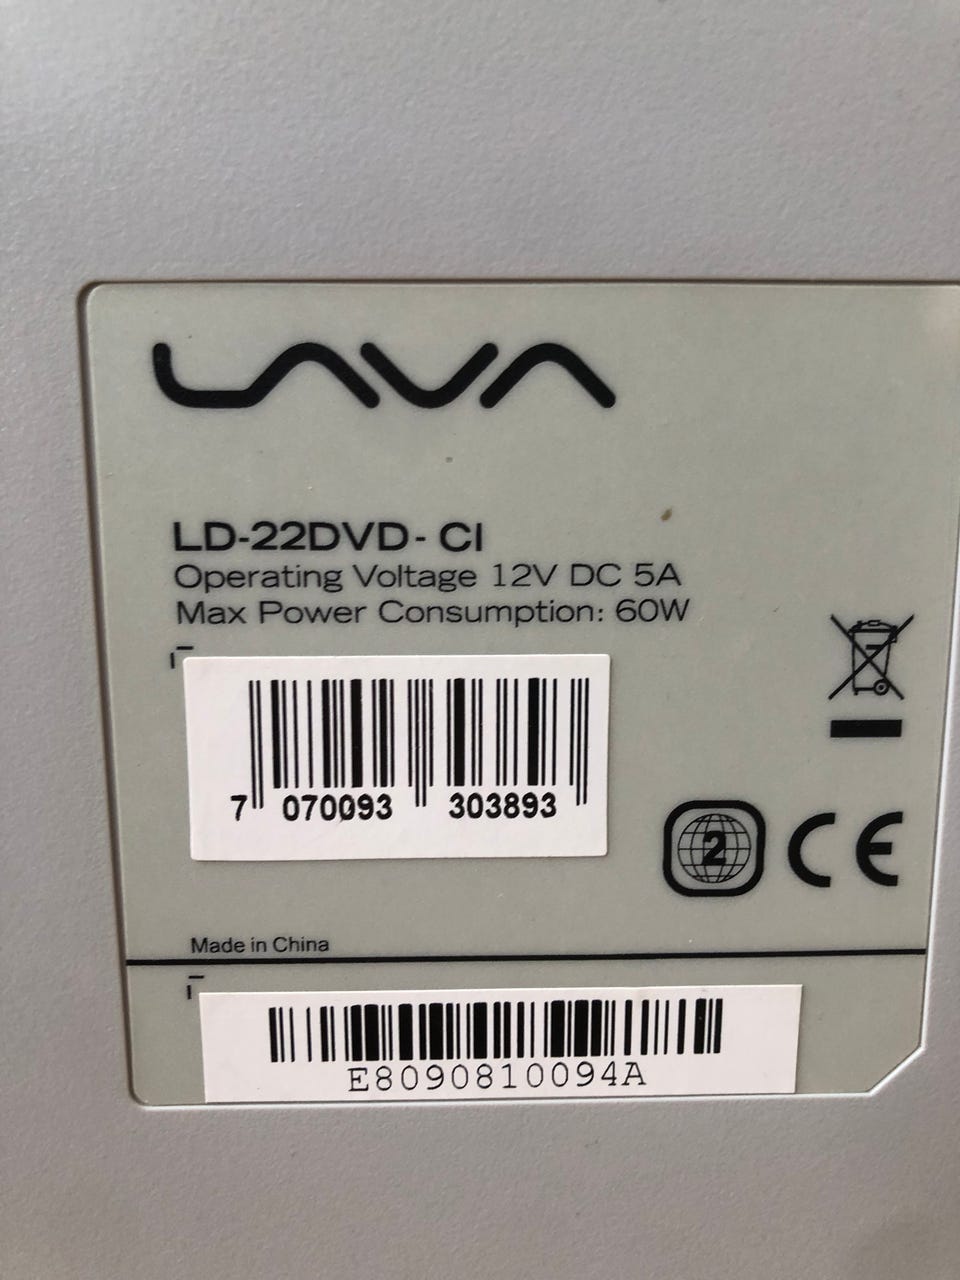 LAVA
LD-22DVD-CI
Operating Voltage 12V DC 5A
Max Power Consumption: 60W
7 070093 303893
2
CE
Made in China
E8090810094A